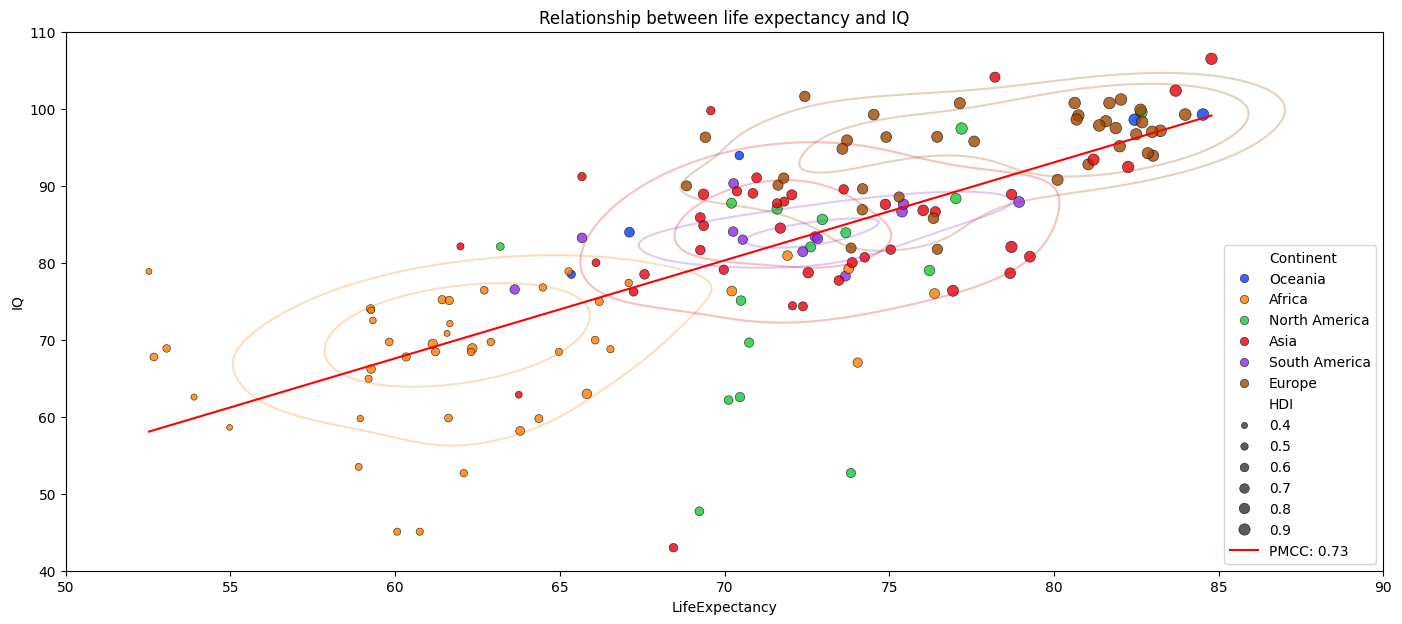 Relationship between life expectancy and IQ
110
100
90
80
70
60
50
40
IQ
50 55 60 65 70 75 80 85 90
LifeExpectancy
Continent
Oceania
Africa
North America
Asia
South America
Europe
HDI
0.4
0.5
0.6
0.7
0.8
0.9
PMCC: 0.73